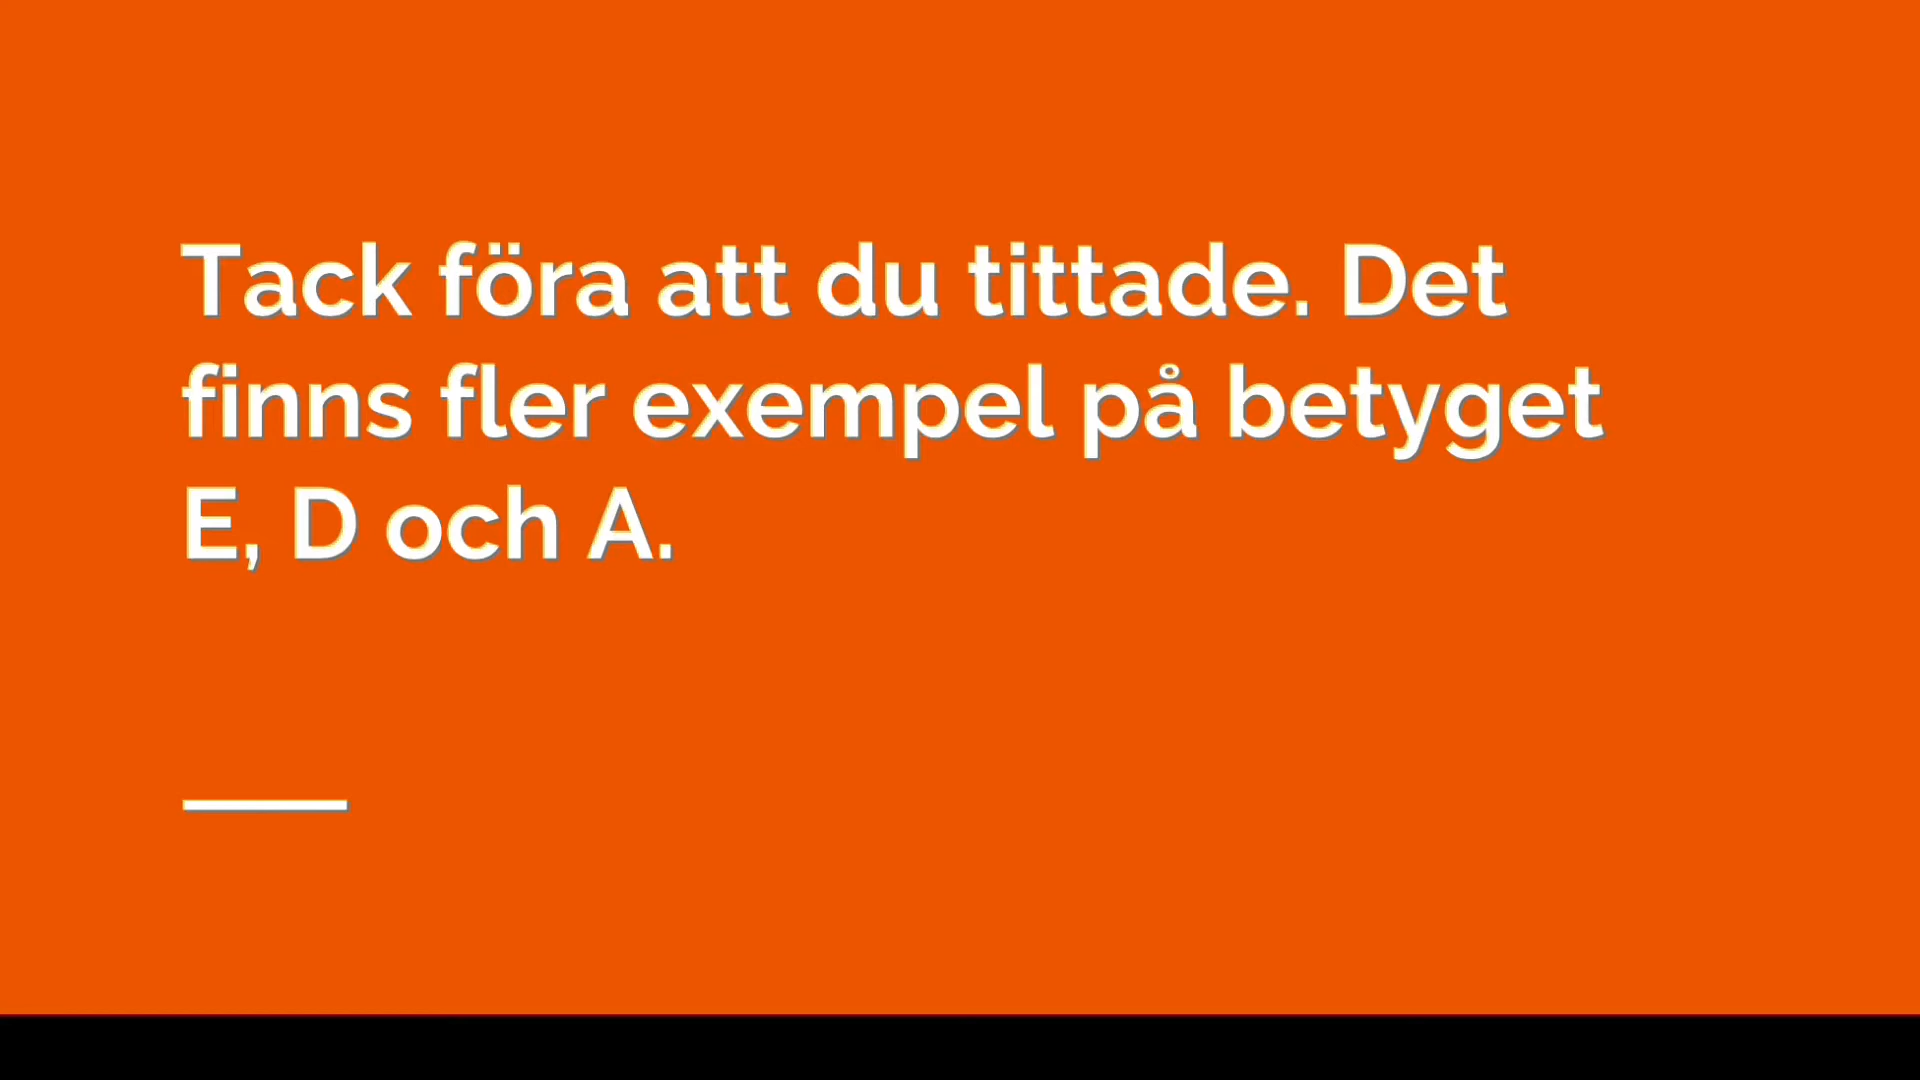 Tack föra att du tittade. Det
finns fler exempel på betyget
E, D och A.